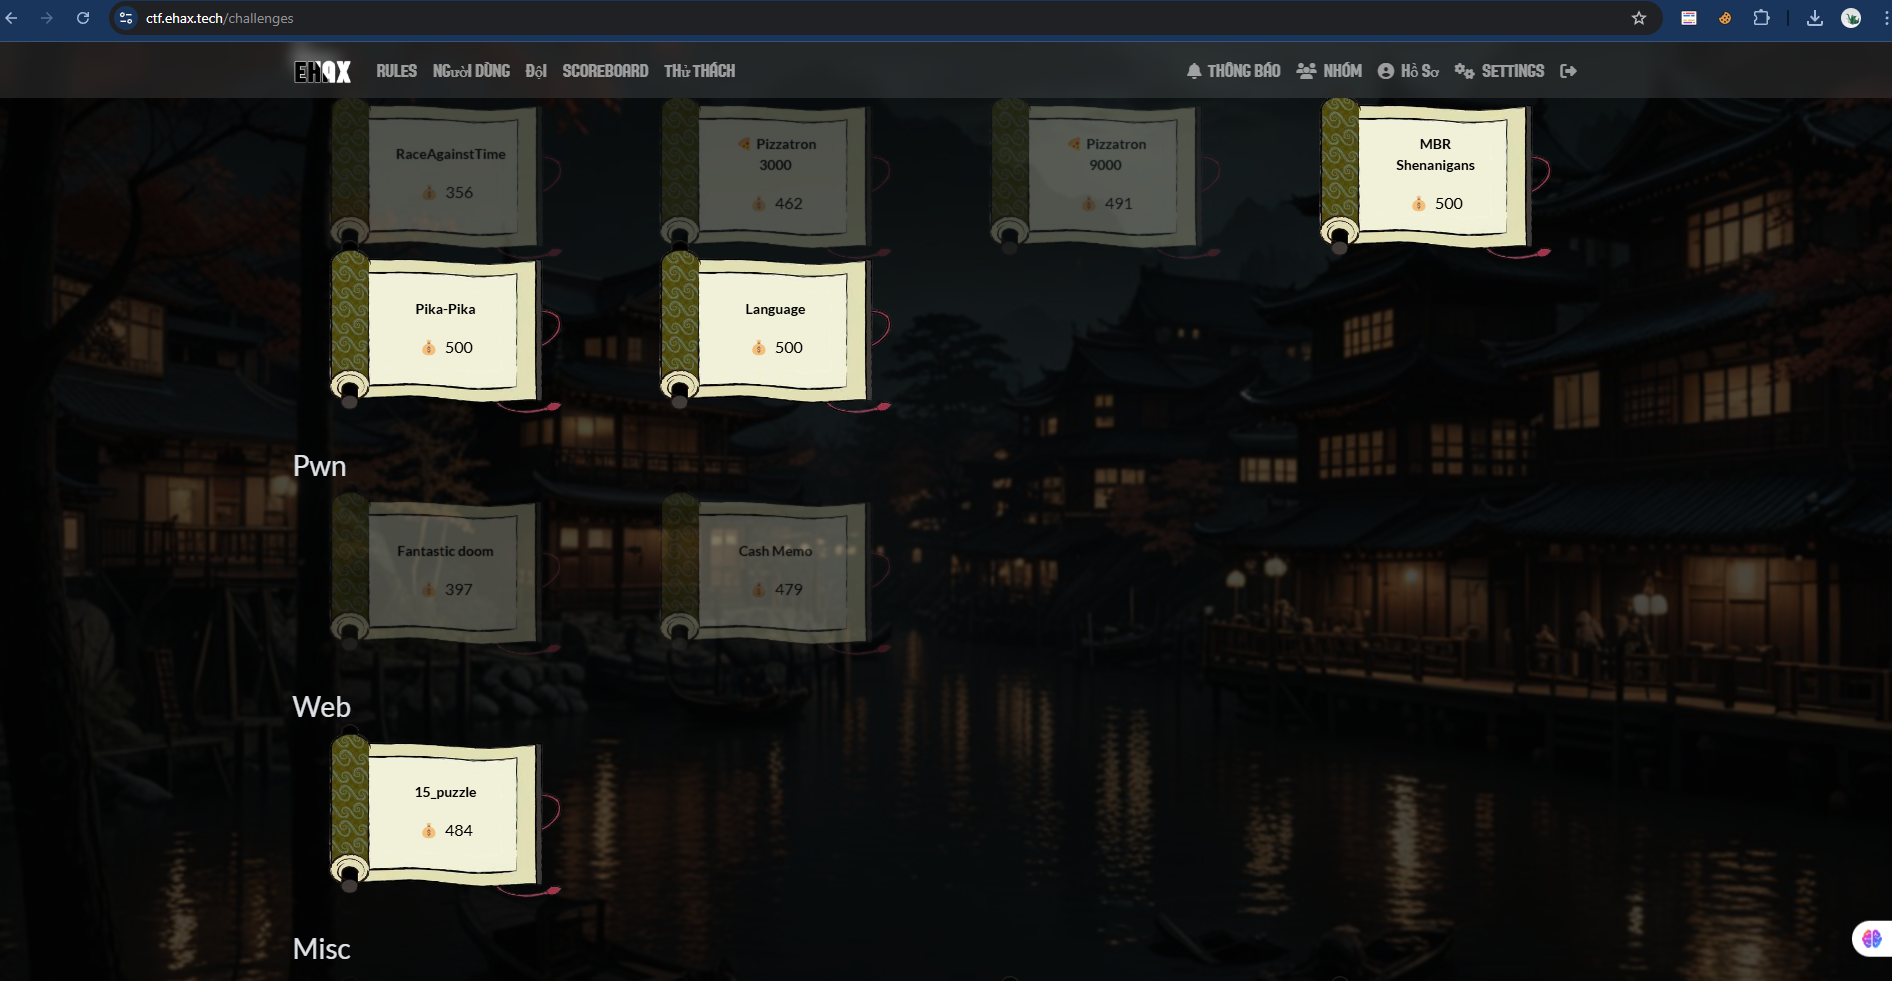 ctf.ehax.tech/challenges
EHAX RULES NGƯỜI DÙNG ĐỘI SCOREBOARD THỬ THÁCH THÔNG BÁO NHÓM HỒ SƠ SETTINGS
RaceAgainstTime
356
Pizzatron
3000
462
Pizzatron
9000
491
MBR
Shenanigans
500
Pika-Pika
500
Language
500
Pwn
Fantastic doom
397
Cash Memo
479
Web
15_puzzle
484
Misc